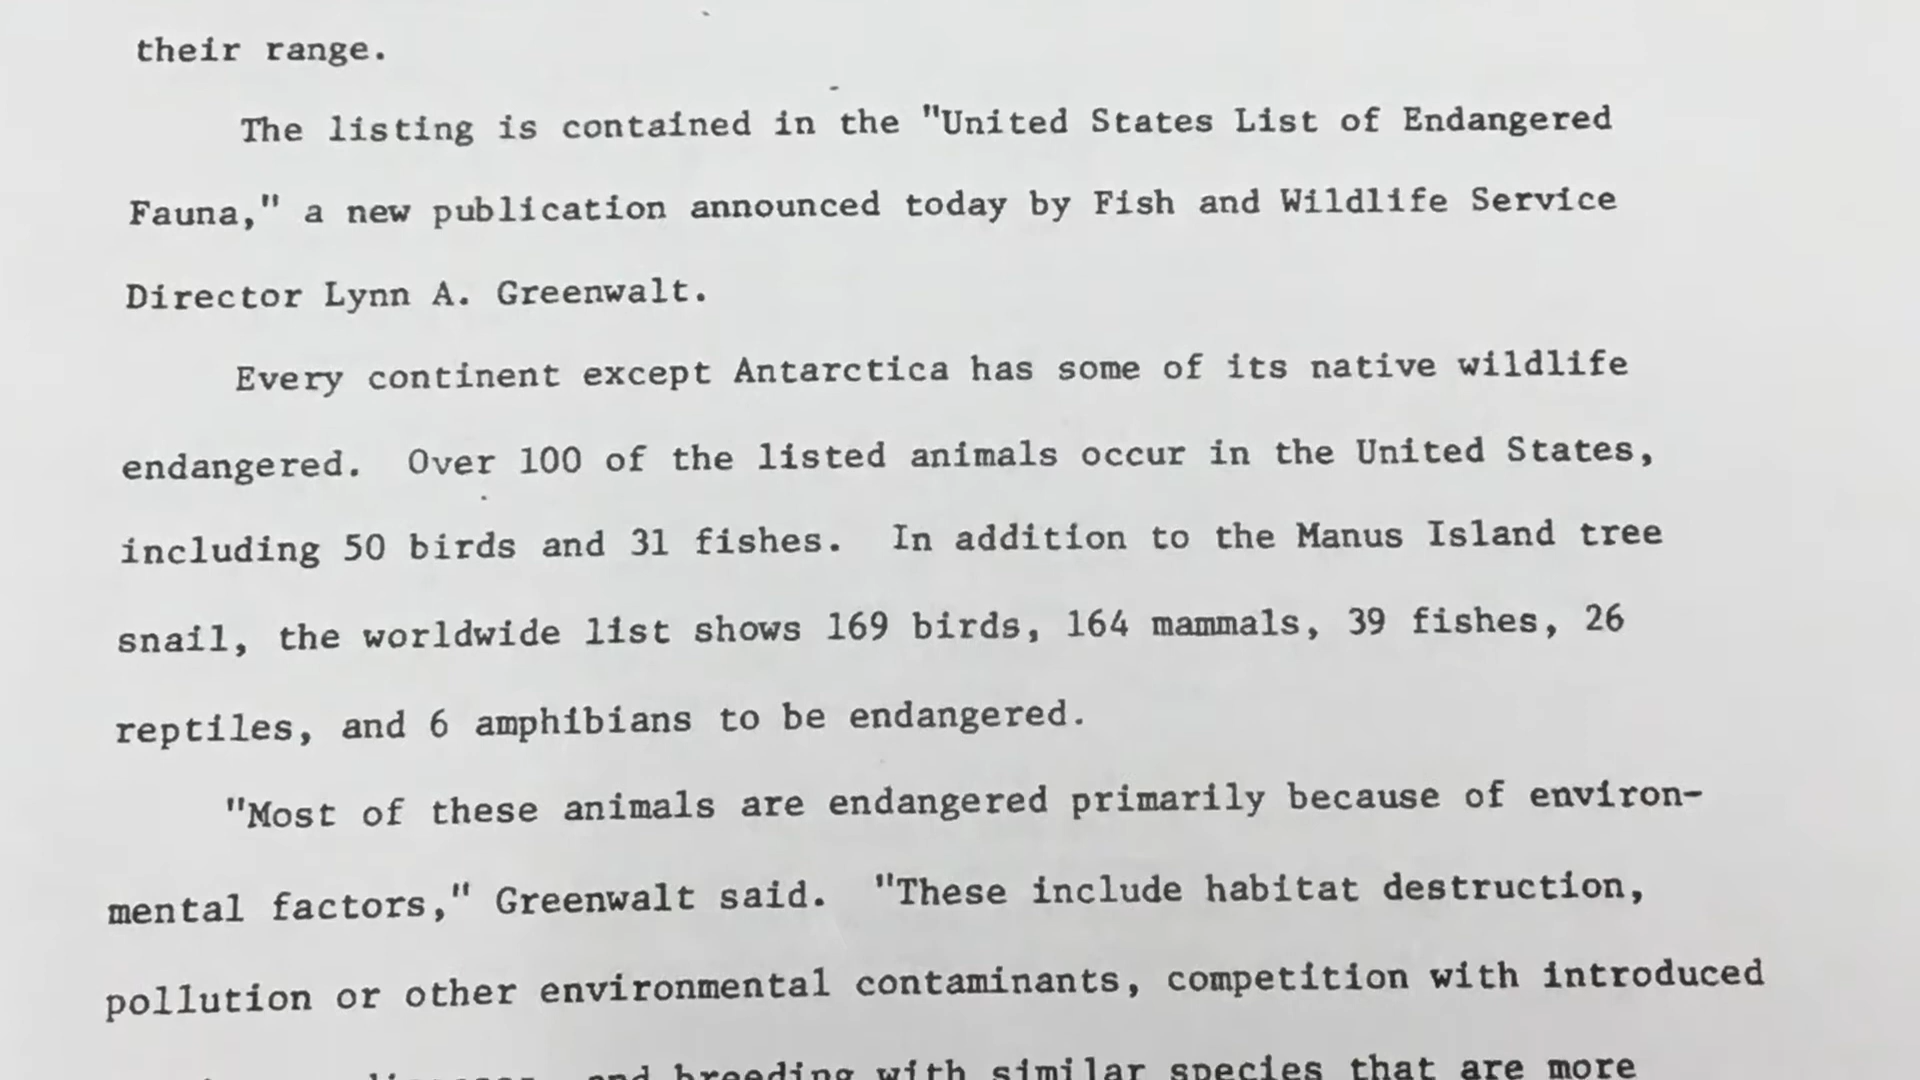 their range.
The listing is contained in the "United States List of Endangered
Fauna," a new publication announced today by Fish and Wildlife Service
Director Lynn A. Greenwalt.
Every continent except Antarctica has some of its native wildlife
endangered.  Over 100 of the listed animals occur in the United States,
including 50 birds and 31 fishes.  In addition to the Manus Island tree
snail, the worldwide list shows 169 birds, 164 mammals, 39 fishes, 26
reptiles, and 6 amphibians to be endangered.
"Most of these animals are endangered primarily because of environ-
mental factors," Greenwalt said.  "These include habitat destruction,
pollution or other environmental contaminants, competition with introduced
and breeding with similar species that are more